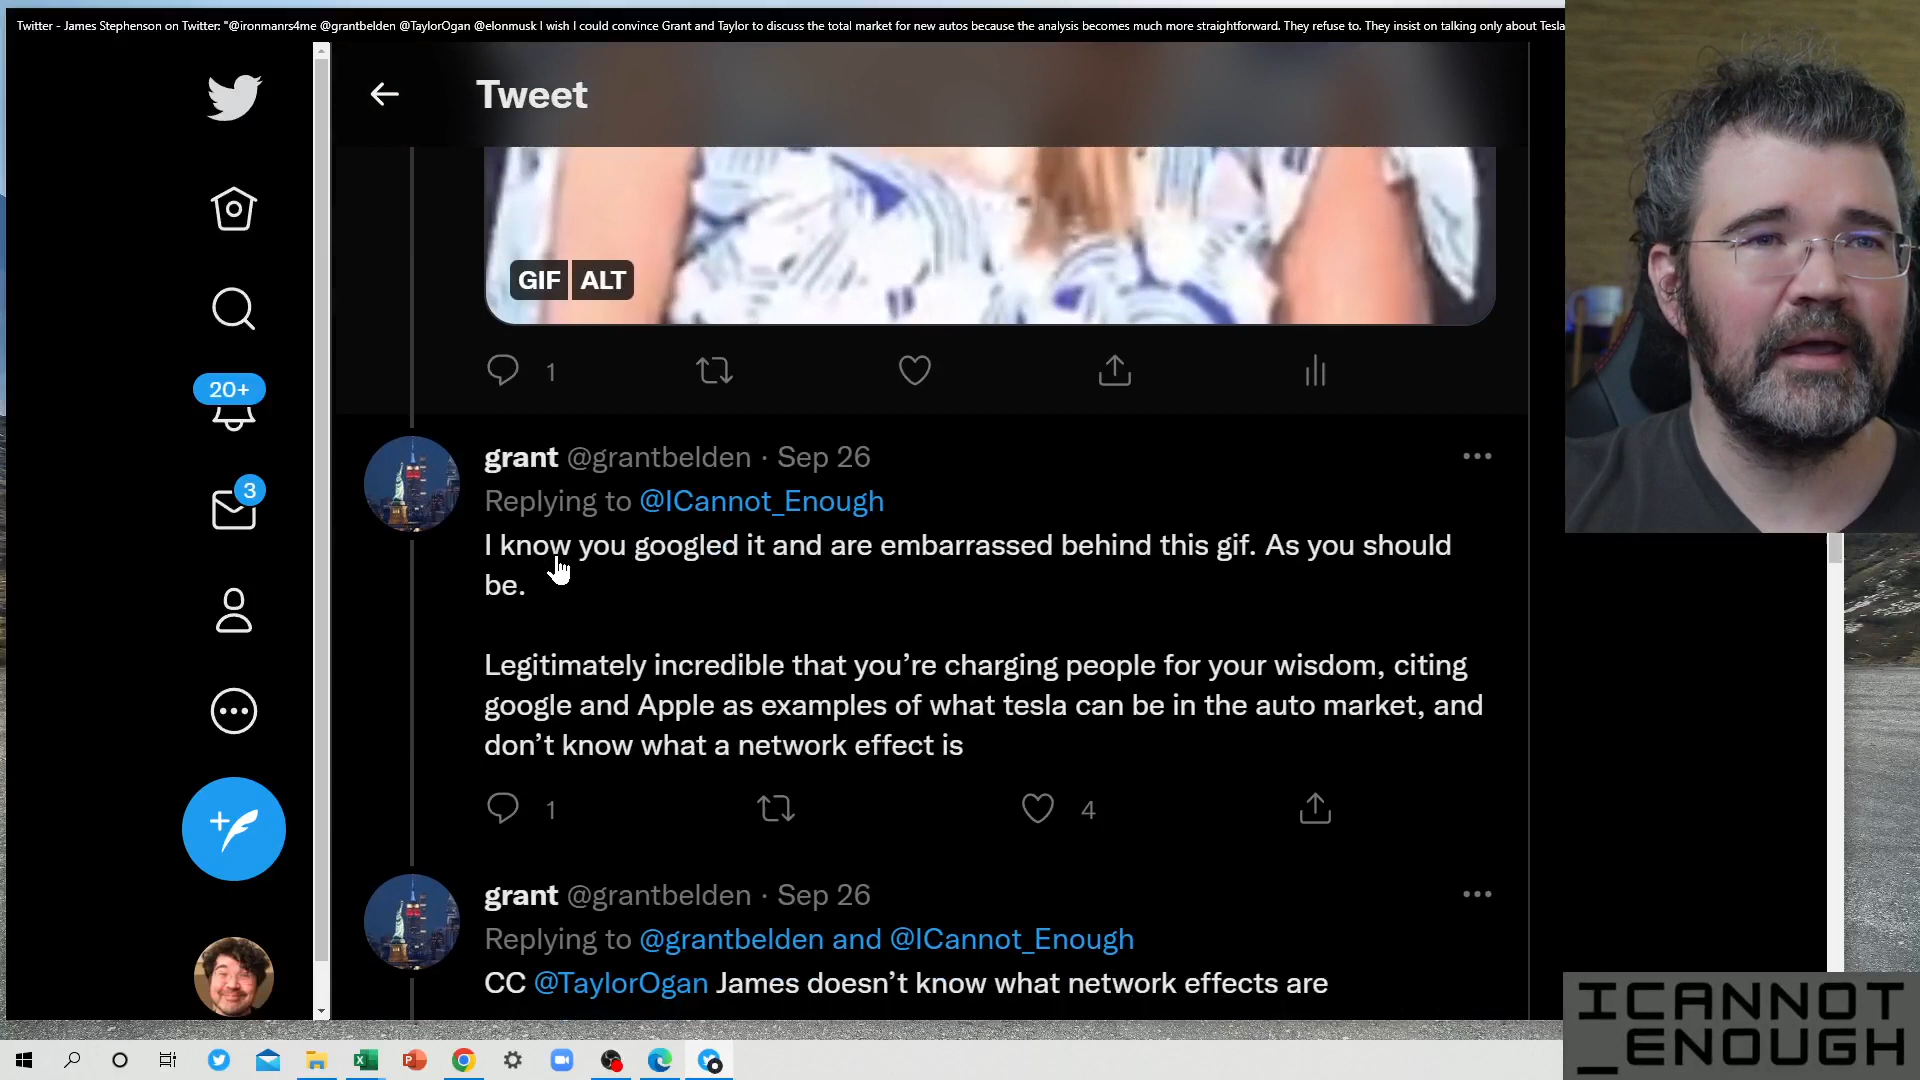 Twitter - James Stephenson on Twitter: "@ironmanrs4me @grantbelden @TaylorOgan @elonmusk I wish I could convince Grant and Taylor to discuss the total market for new autos because the analysis becomes much more straightforward. They refuse to. They insist on talking only about Tesla
Tweet
GIF ALT
1
20+
grant @grantbelden · Sep 26
Replying to @ICannot_Enough
3
I know you googled it and are embarrassed behind this gif. As you should
be.
Legitimately incredible that you’re charging people for your wisdom, citing
google and Apple as examples of what tesla can be in the auto market, and
don’t know what a network effect is
1 4
grant @grantbelden · Sep 26
Replying to @grantbelden and @ICannot_Enough
CC @TaylorOgan James doesn’t know what network effects are
ICANNOT
_ENOUGH